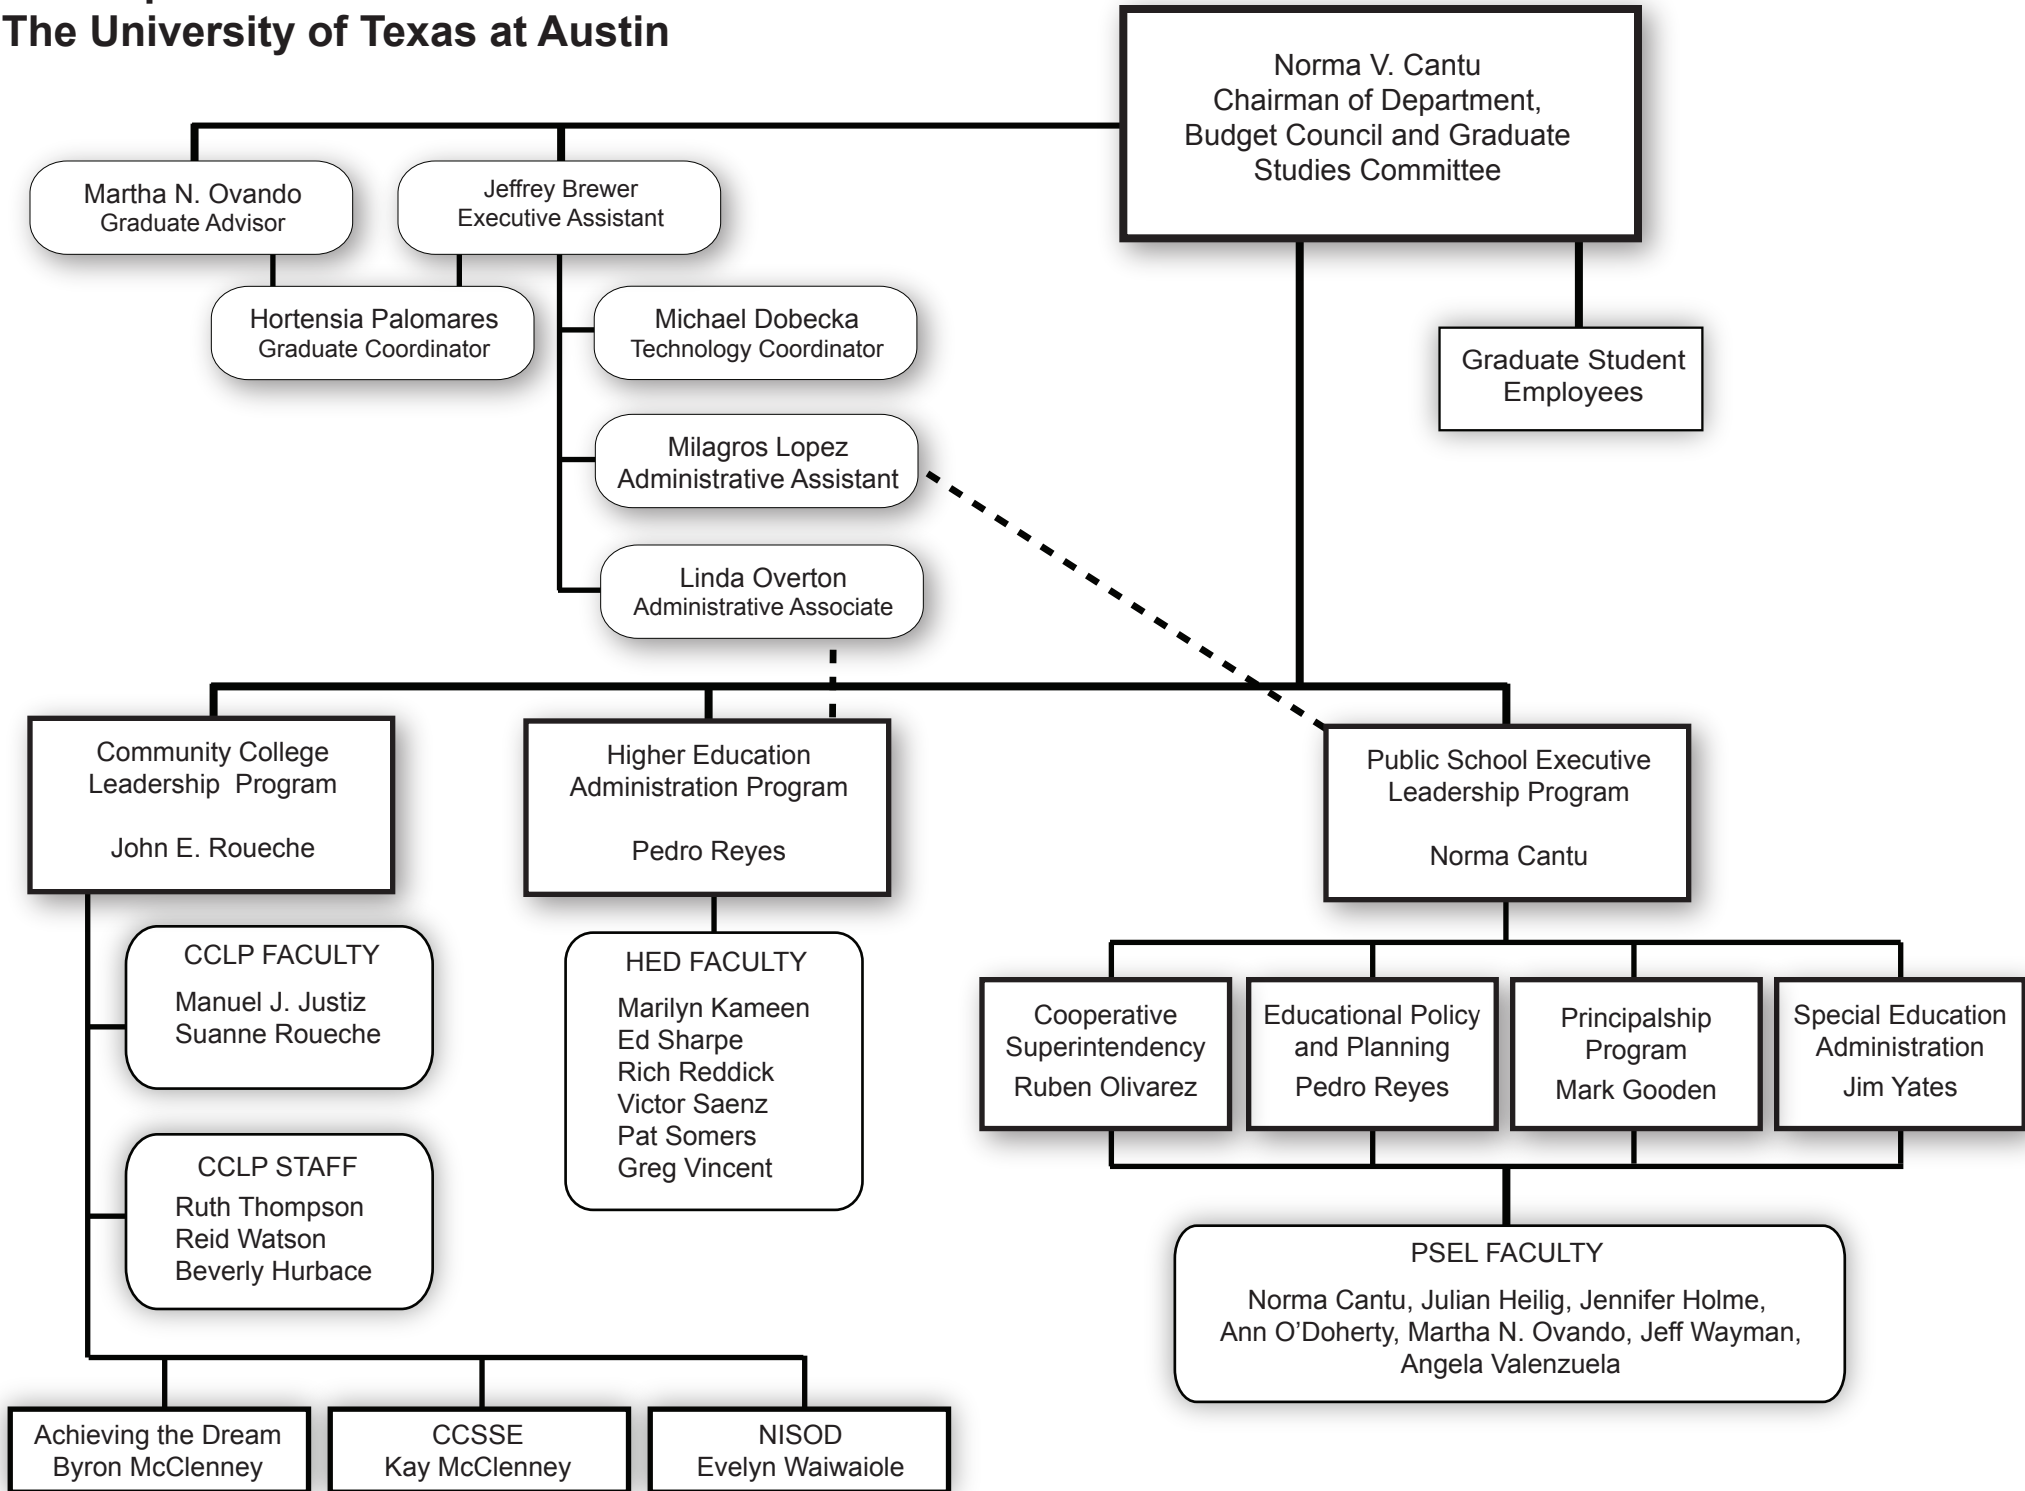 The University of Texas at Austin
Norma V. Cantu
Chairman of Department,
Budget Council and Graduate
Studies Committee
Martha N. Ovando
Graduate Advisor
Jeffrey Brewer
Executive Assistant
Hortensia Palomares
Graduate Coordinator
Michael Dobecka
Technology Coordinator
Graduate Student
Employees
Milagros Lopez
Administrative Assistant
Linda Overton
Administrative Associate
Community College
Leadership Program
John E. Roueche
Higher Education
Administration Program
Pedro Reyes
Public School Executive
Leadership Program
Norma Cantu
CCLP FACULTY
Manuel J. Justiz
Suanne Roueche
CCLP STAFF
Ruth Thompson
Reid Watson
Beverly Hurbace
HED FACULTY
Marilyn Kameen
Ed Sharpe
Rich Reddick
Victor Saenz
Pat Somers
Greg Vincent
Cooperative
Superintendency
Ruben Olivarez
Educational Policy
and Planning
Pedro Reyes
Principalship
Program
Mark Gooden
Special Education
Administration
Jim Yates
PSEL FACULTY
Norma Cantu, Julian Heilig, Jennifer Holme,
Ann O’Doherty, Martha N. Ovando, Jeff Wayman,
Angela Valenzuela
Achieving the Dream
Byron McClenney
CCSSE
Kay McClenney
NISOD
Evelyn Waiwaiole